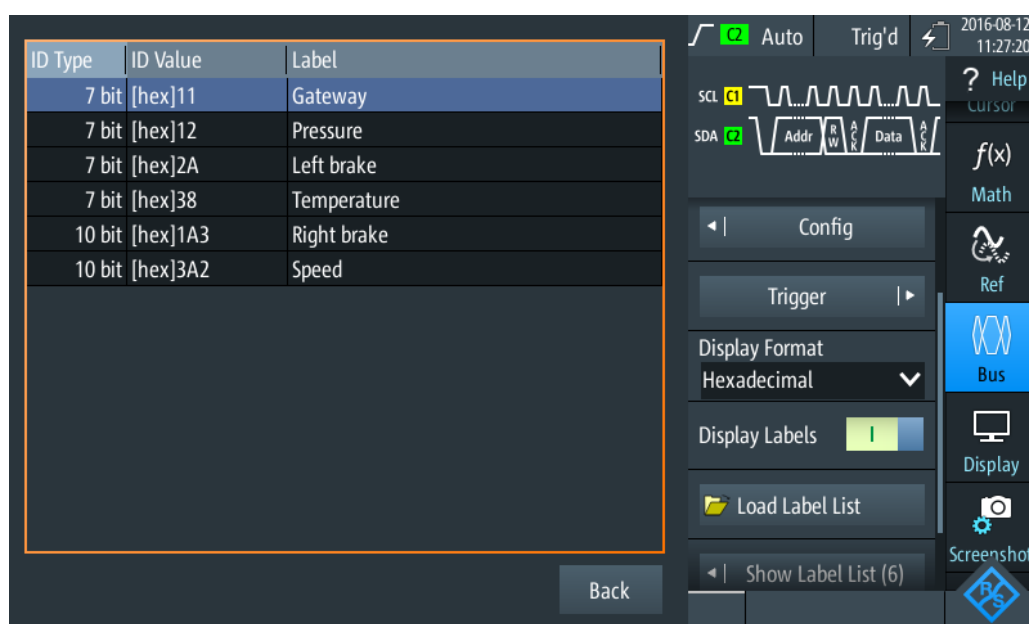 C2 Auto Trig'd 2016-08-12
11:27:20
ID Type ID Value Label
7 bit [hex]11 Gateway
7 bit [hex]12 Pressure
7 bit [hex]2A Left brake
7 bit [hex]38 Temperature
10 bit [hex]1A3 Right brake
10 bit [hex]3A2 Speed
Back
SCL C1
SDA C2 Addr RW ACK Data ACK
Config
Trigger
Display Format
Hexadecimal
Display Labels I
Load Label List
Show Label List (6)
? Help
Cursor
f(x)
Math
Ref
Bus
Display
Screenshot
R&S